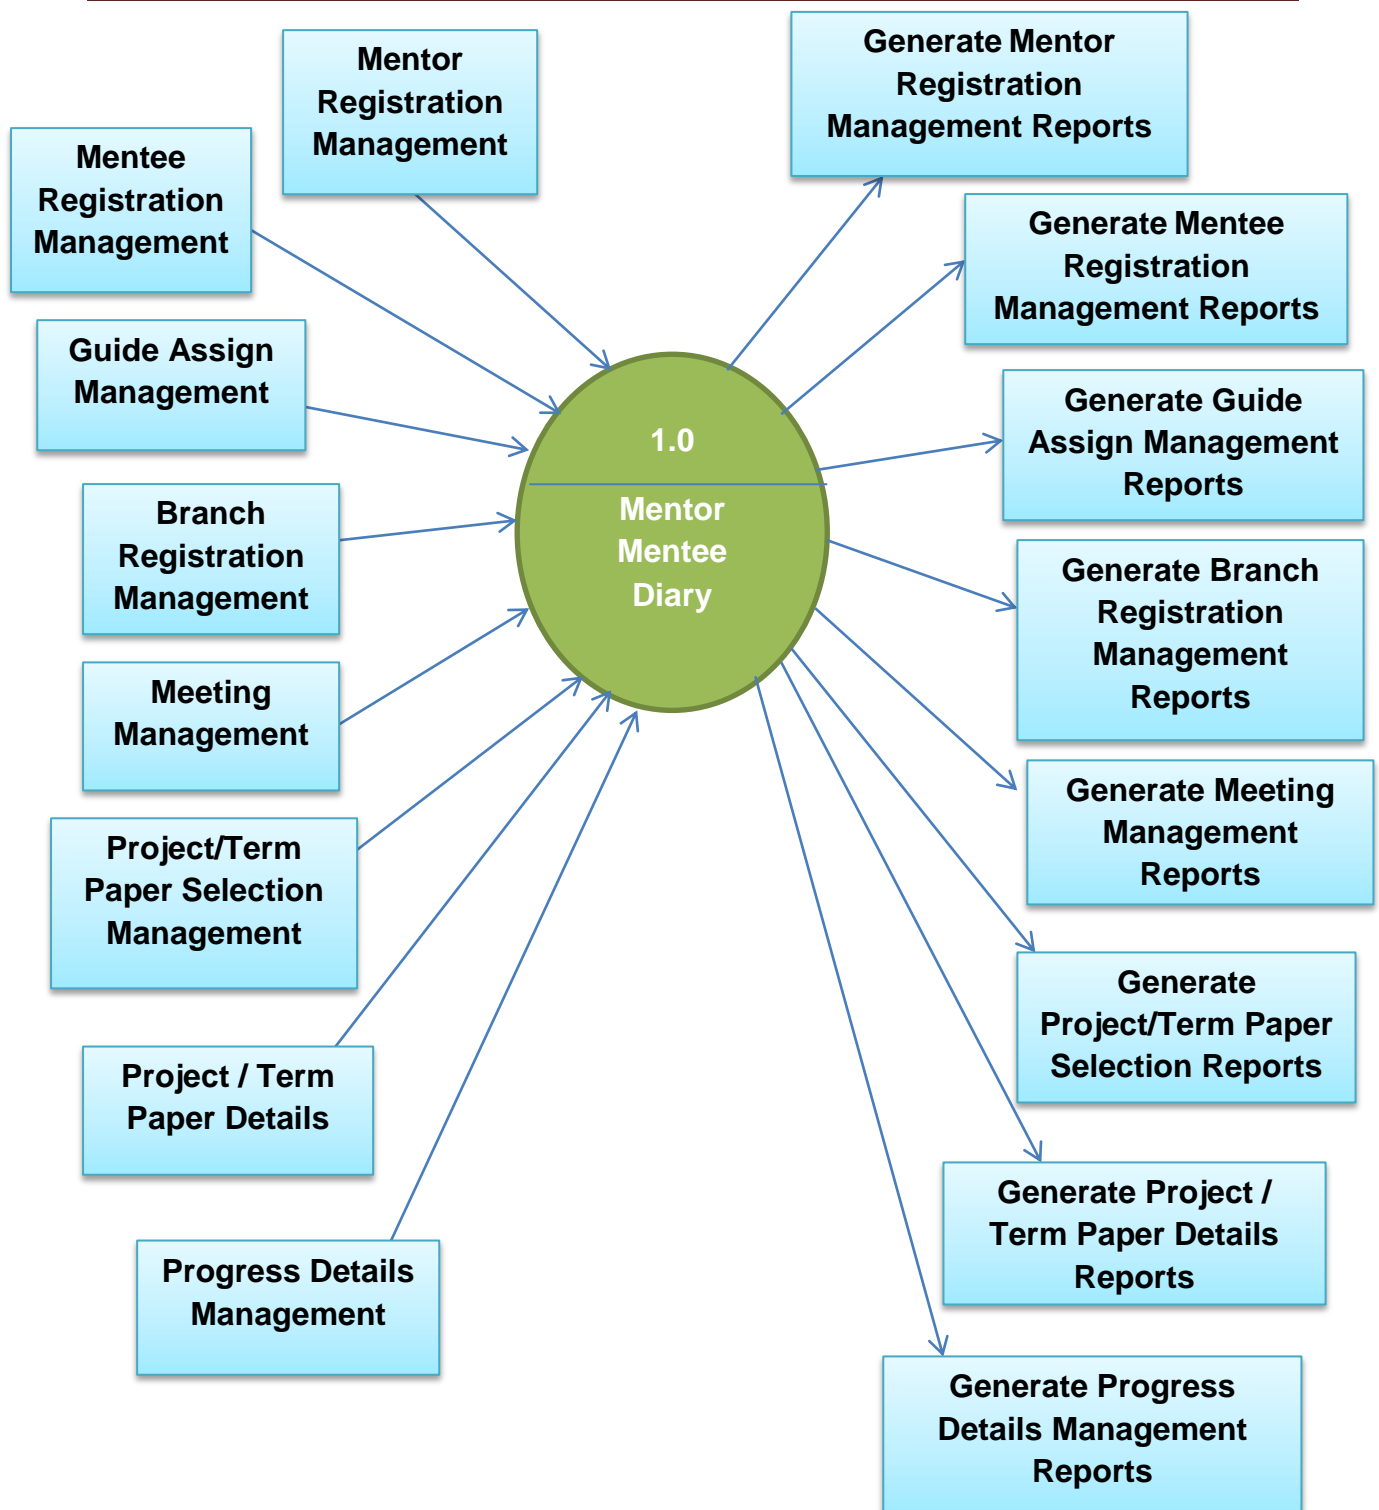 Mentor
Registration
Management
Mentee
Registration
Management
Guide Assign
Management
Branch
Registration
Management
Meeting
Management
Project/Term
Paper Selection
Management
Project / Term
Paper Details
Progress Details
Management
1.0
Mentor
Mentee
Diary
Generate Mentor
Registration
Management Reports
Generate Mentee
Registration
Management Reports
Generate Guide
Assign Management
Reports
Generate Branch
Registration
Management
Reports
Generate Meeting
Management
Reports
Generate
Project/Term Paper
Selection Reports
Generate Project /
Term Paper Details
Reports
Generate Progress
Details Management
Reports